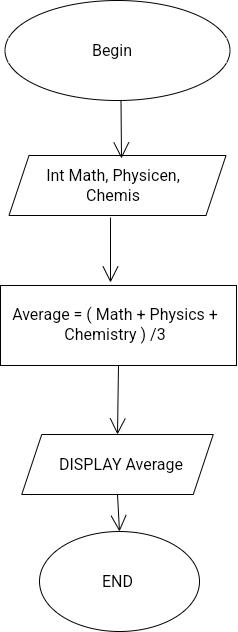 Begin
Int Math, Physicen,
Chemis
Average = ( Math + Physics +
Chemistry ) /3
DISPLAY Average
END